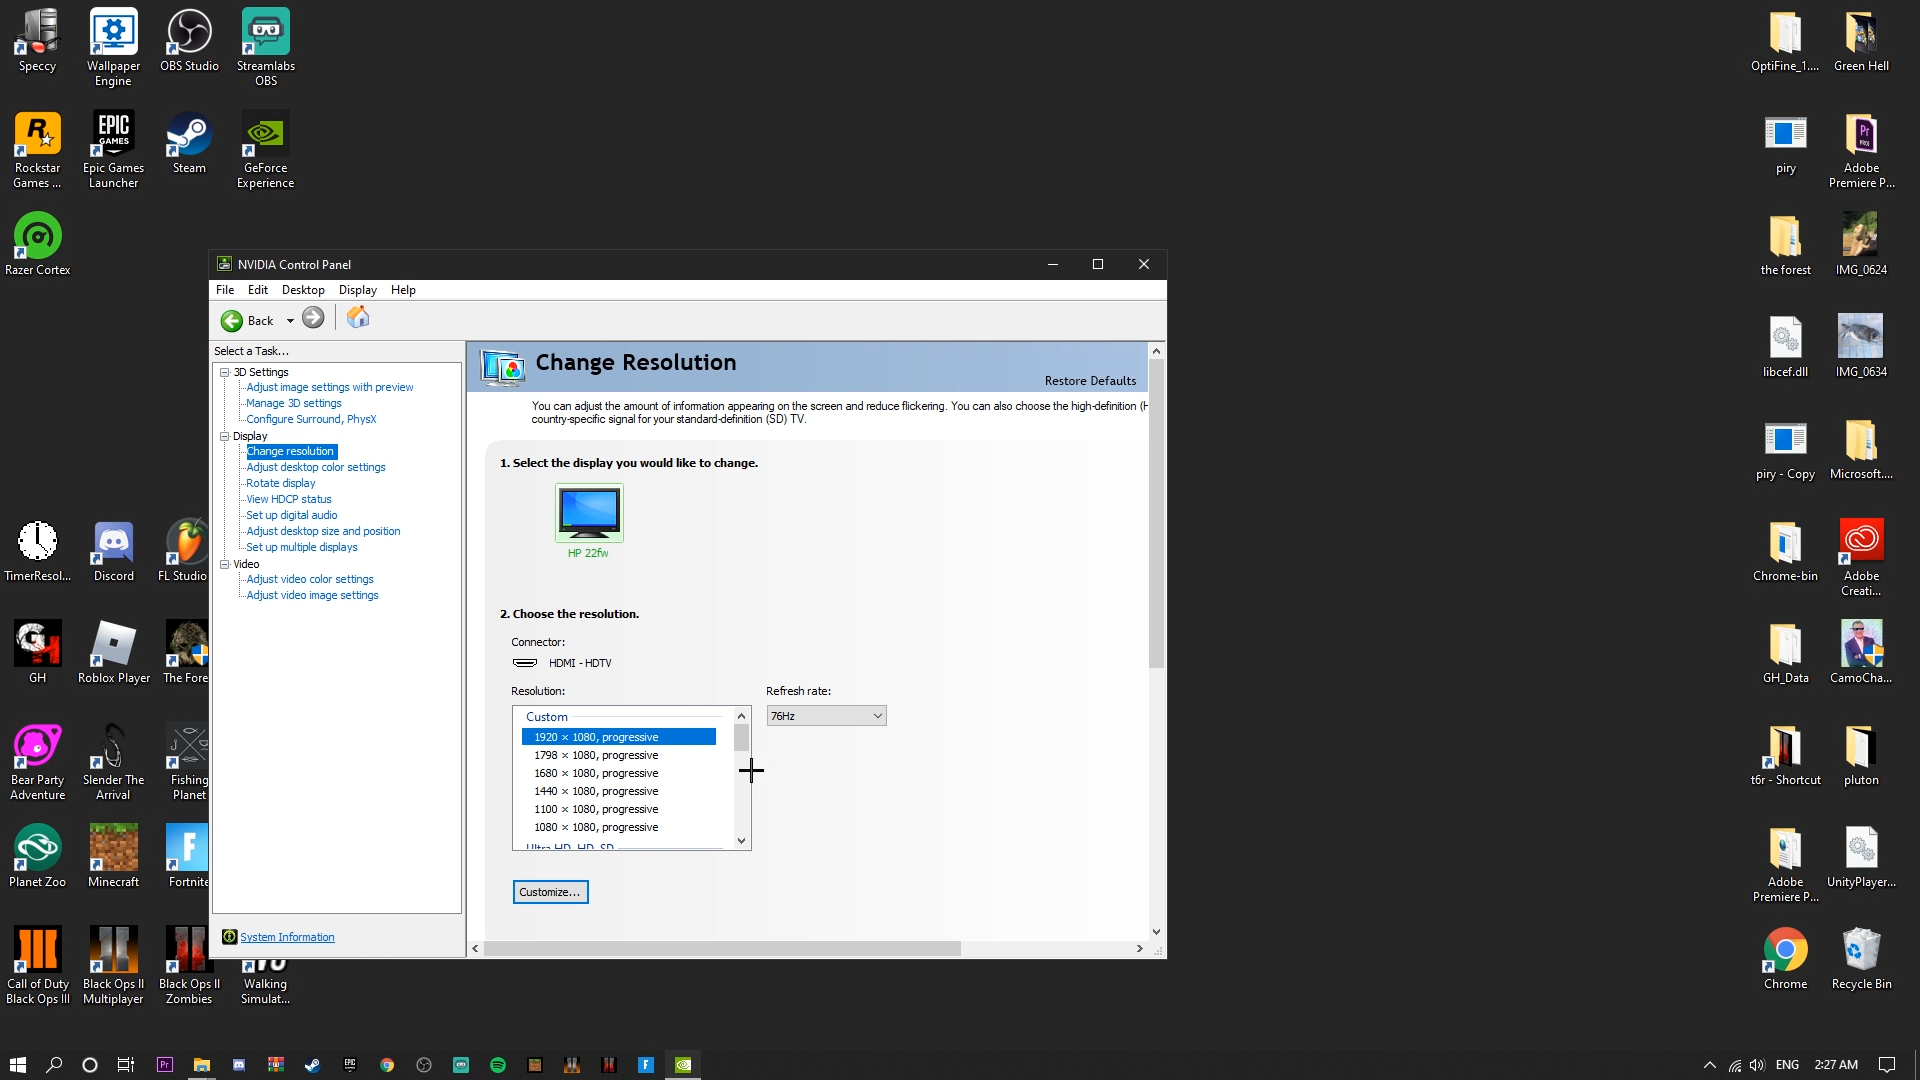 Speccy
Wallpaper
Engine
OBS Studio
Streamlabs
OBS
OptiFine_1....
Green Hell
Rockstar
Games ...
Epic Games
Launcher
Steam
GeForce
Experience
piry
Adobe
Premiere P...
Razer Cortex
the forest
IMG_0624
NVIDIA Control Panel
File
Edit
Desktop
Display
Help
Back
Select a Task...
3D Settings
Adjust image settings with preview
Manage 3D settings
Configure Surround, PhysX
Display
Change resolution
Adjust desktop color settings
Rotate display
View HDCP status
Set up digital audio
Adjust desktop size and position
Set up multiple displays
Video
Adjust video color settings
Adjust video image settings
System Information
Change Resolution
Restore Defaults
You can adjust the amount of information appearing on the screen and reduce flickering. You can also choose the high-definition (H
country-specific signal for your standard-definition (SD) TV.
1. Select the display you would like to change.
HP 22fw
2. Choose the resolution.
Connector:
HDMI - HDTV
Resolution:
Refresh rate:
76Hz
Custom
1920 × 1080, progressive
1798 × 1080, progressive
1680 × 1080, progressive
1440 × 1080, progressive
1100 × 1080, progressive
1080 × 1080, progressive
Ultra HD, HD, SD
Customize...
libcef.dll
IMG_0634
piry - Copy
Microsoft....
TimerResol...
Discord
FL Studio
Chrome-bin
Adobe
Creati...
GH
Roblox Player
The Fore
GH_Data
CamoCha...
Bear Party
Adventure
Slender The
Arrival
Fishing
Planet
t6r - Shortcut
pluton
Planet Zoo
Minecraft
Fortnite
Adobe
Premiere P...
UnityPlayer...
Call of Duty
Black Ops III
Black Ops II
Multiplayer
Black Ops II
Zombies
Walking
Simulat...
Chrome
Recycle Bin
ENG
2:27 AM